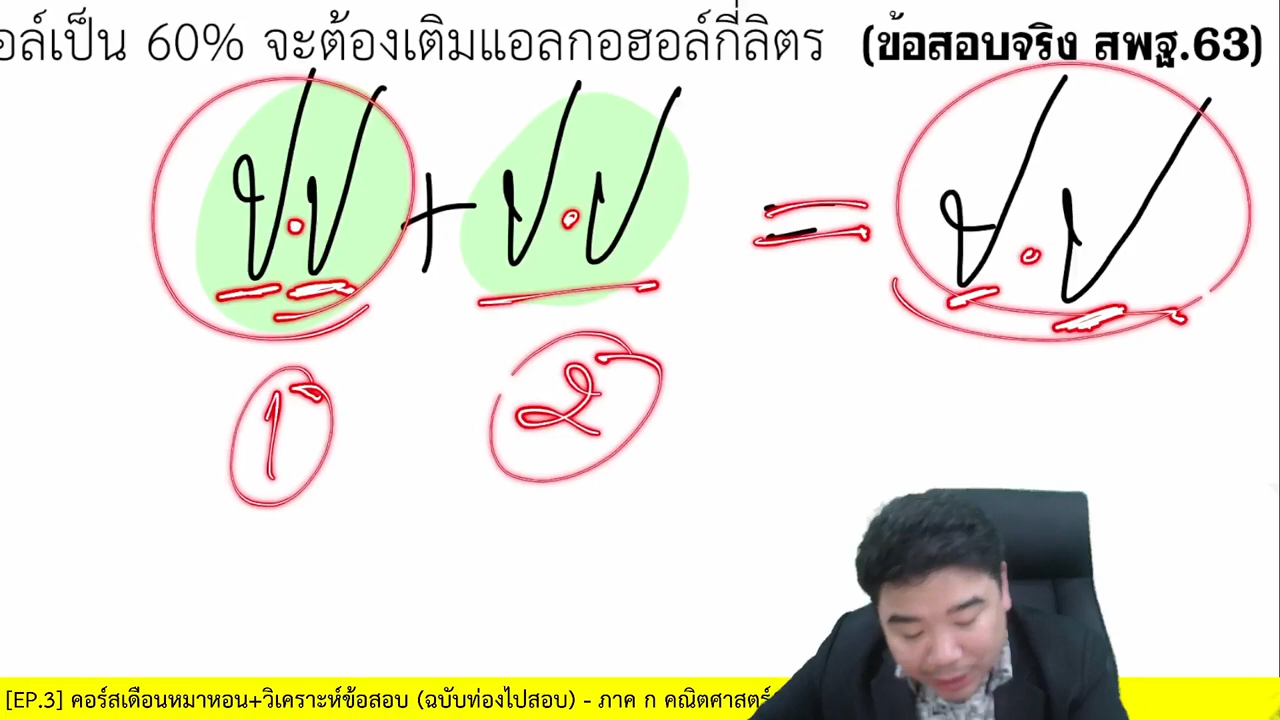 อล์เป็น 60% จะต้องเติมแอลกอฮอล์กี่ลิตร (ข้อสอบจริง สพฐ.63)
ป.ป + ป.ป = ป.ป
1 2
[EP.3] คอร์สเดือนหมาหอน+วิเคราะห์ข้อสอบ (ฉบับท่องไปสอบ) - ภาค ก คณิตศาสตร์